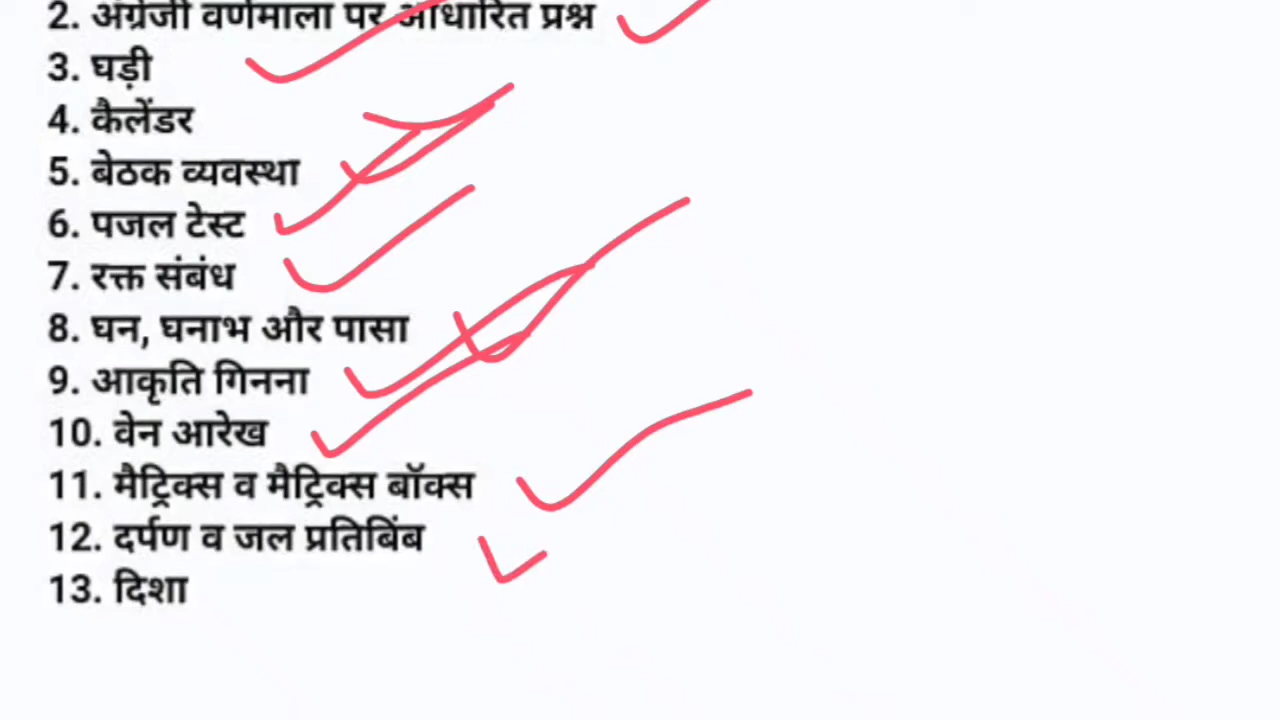 2. अंग्रेजी वर्णमाला पर आधारित प्रश्न
3. घड़ी
4. कैलेंडर
5. बेठक व्यवस्था
6. पजल टेस्ट
7. रक्त संबंध
8. घन, घनाभ और पासा
9. आकृति गिनना
10. वेन आरेख
11. मैट्रिक्स व मैट्रिक्स बॉक्स
12. दर्पण व जल प्रतिबिंब
13. दिशा